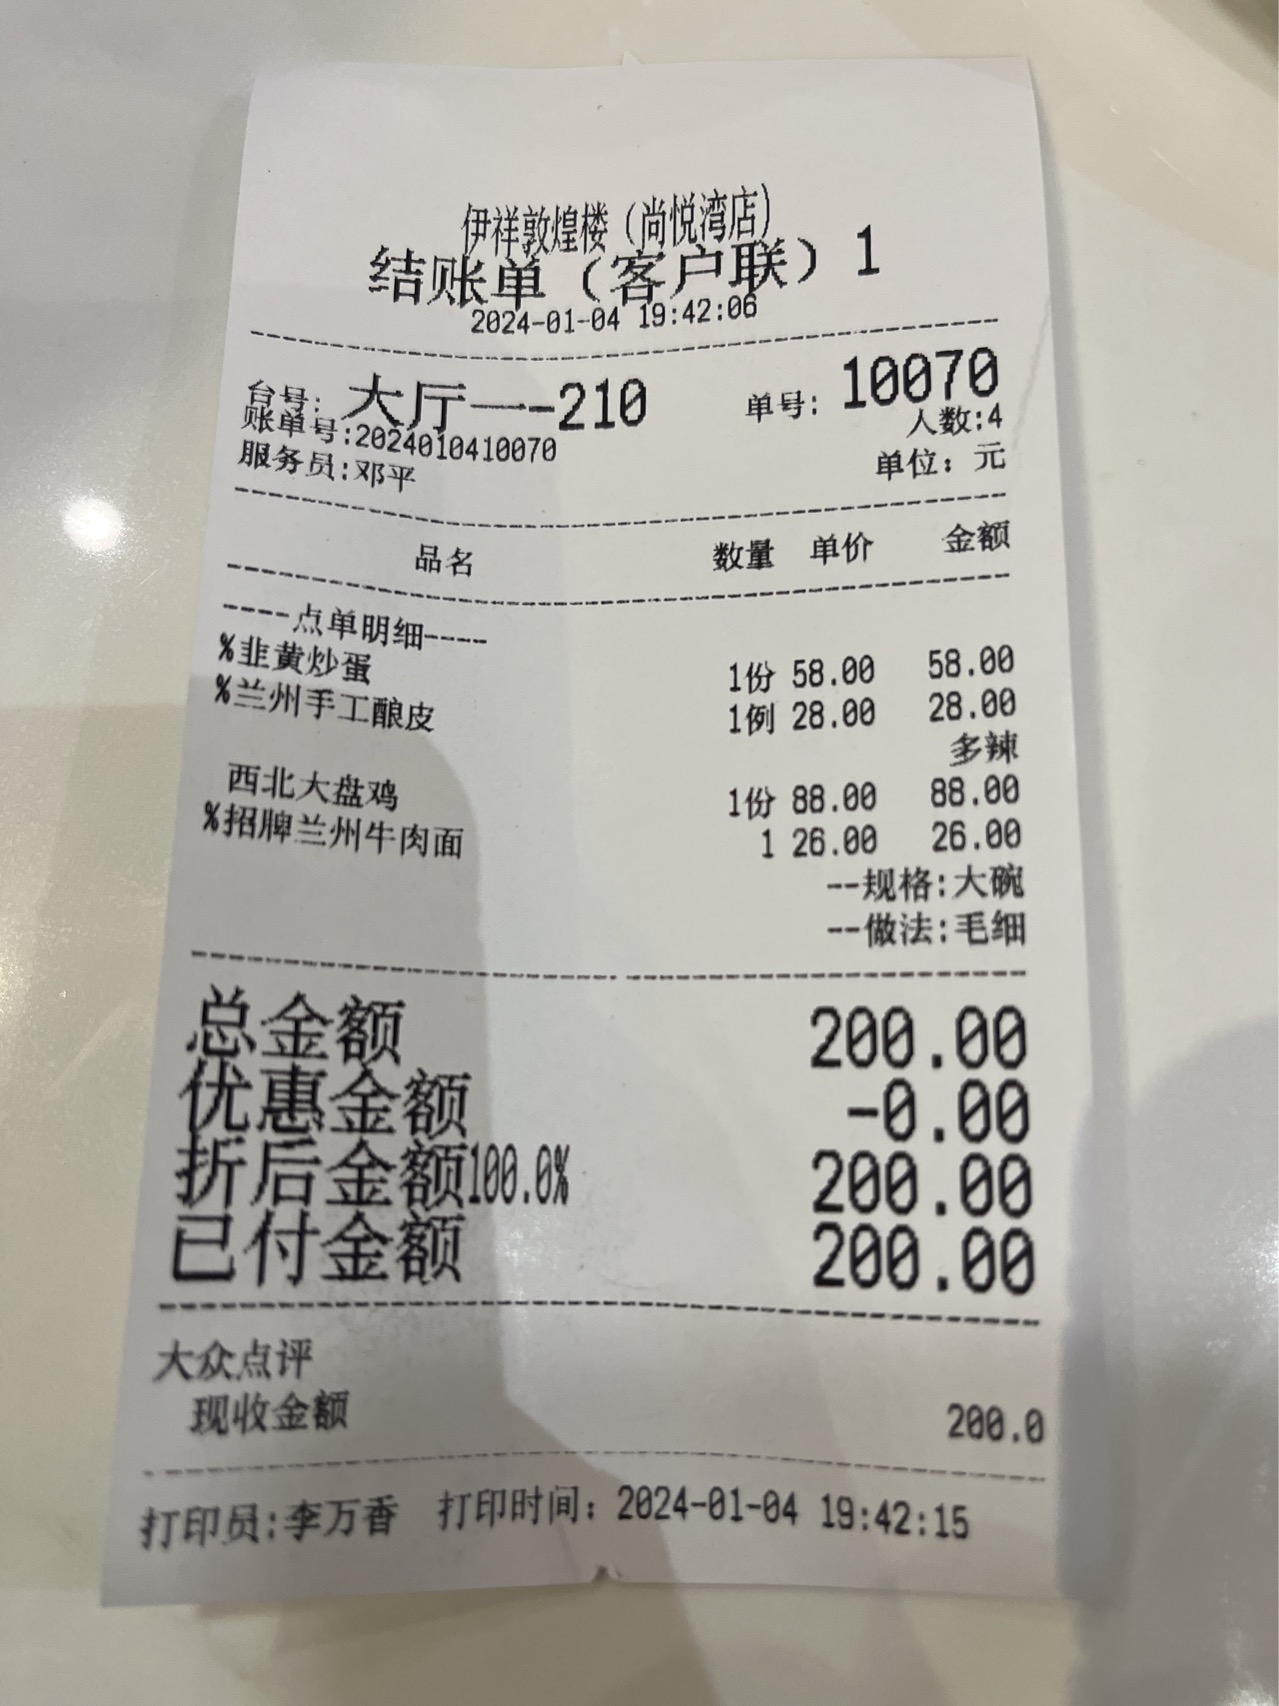 伊祥敦煌楼（尚悦湾店）
结账单（客户联）1
2024-01-04 19:42:06
台号: 大厅一-210 单号: 10070
账单号:2024010410070 人数:4
服务员:邓平 单位: 元
品名 数量 单价 金额
----点单明细----
%韭黄炒蛋 1份 58.00 58.00
%兰州手工酿皮 1例 28.00 28.00
多辣
西北大盘鸡 1份 88.00 88.00
%招牌兰州牛肉面 1 26.00 26.00
--规格:大碗
--做法:毛细
总金额 200.00
优惠金额 -0.00
折后金额100.0% 200.00
已付金额 200.00
大众点评
现收金额 200.0
打印员:李万香 打印时间: 2024-01-04 19:42:15